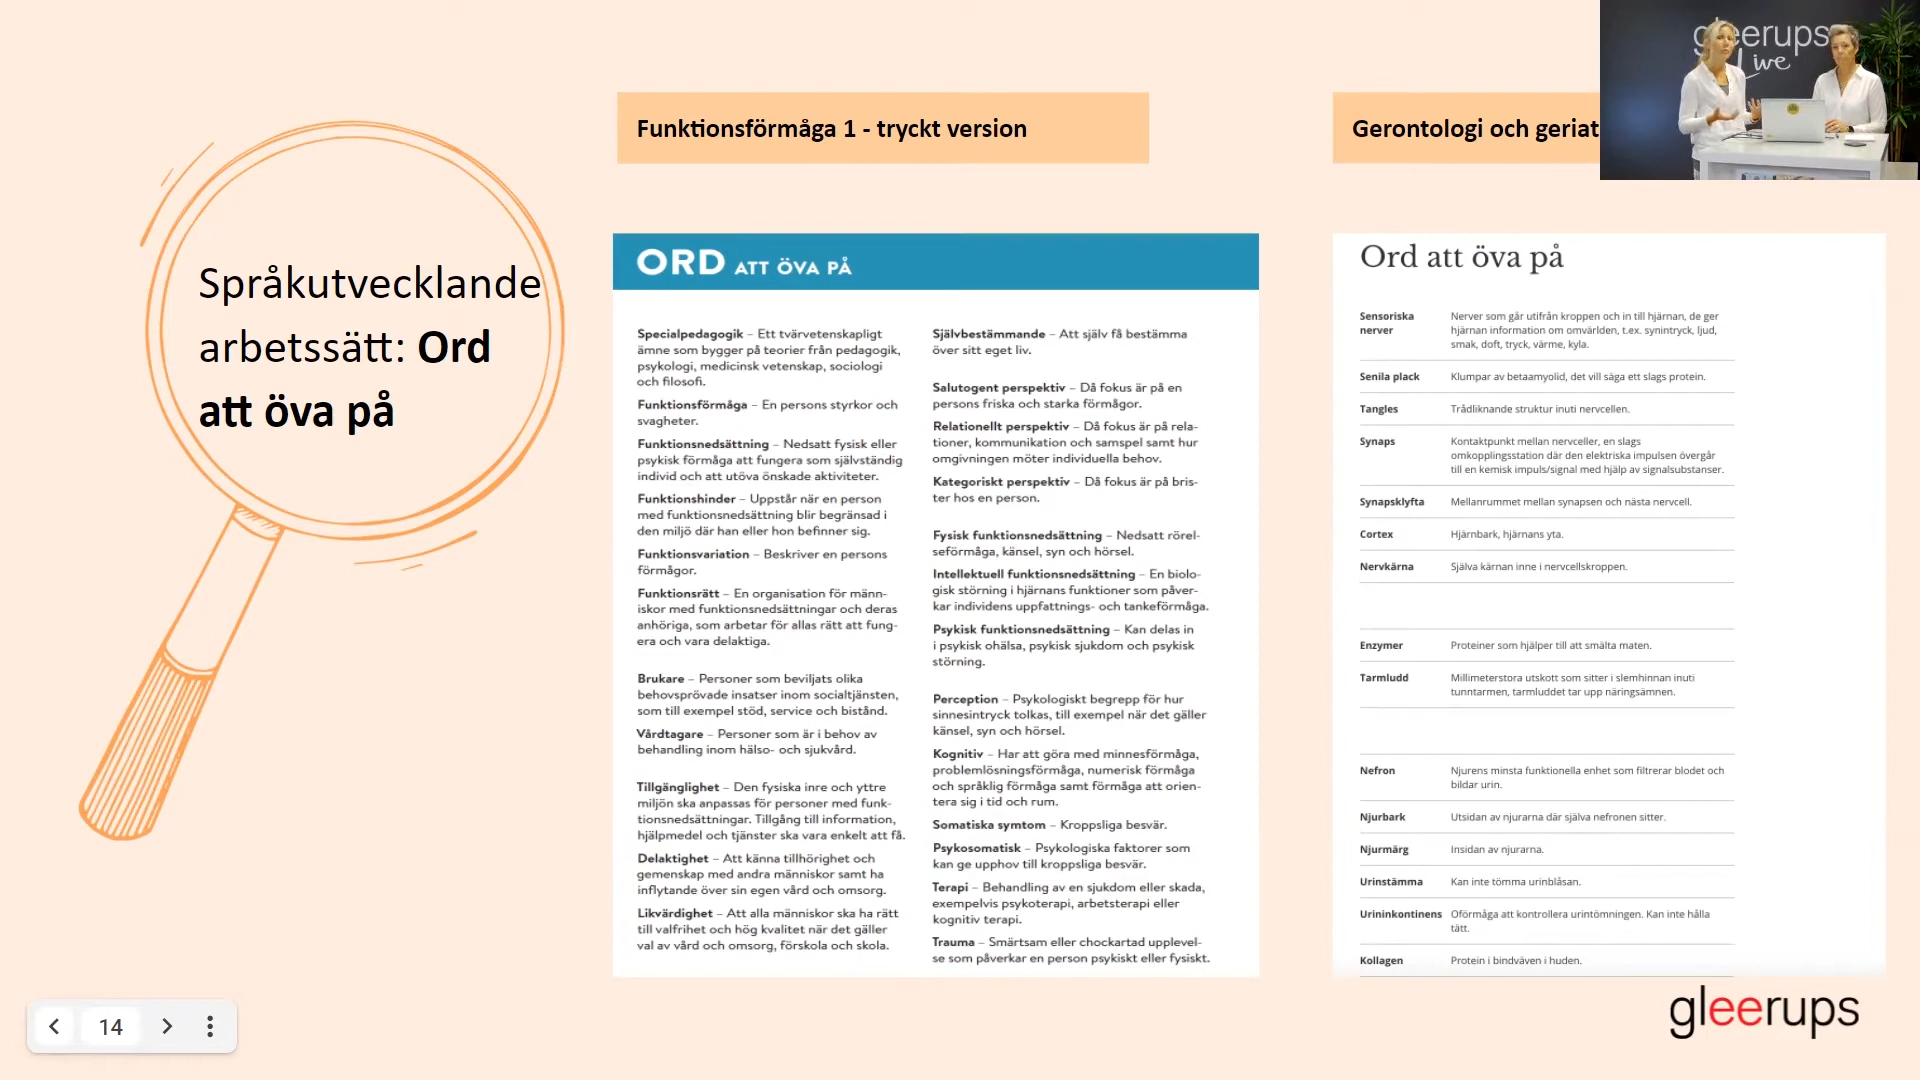 Språkutvecklande
arbetssätt: Ord
att öva på
Funktionsförmåga 1 - tryckt version
ORD ATT ÖVA PÅ
Specialpedagogik – Ett tvärvetenskapligt
ämne som bygger på teorier från pedagogik,
psykologi, medicinsk vetenskap, sociologi
och filosofi.
Funktionsförmåga – En persons styrkor och
svagheter.
Funktionsnedsättning – Nedsatt fysisk eller
psykisk förmåga att fungera som självständig
individ och att utöva önskade aktiviteter.
Funktionshinder – Uppstår när en person
med funktionsnedsättning blir begränsad i
den miljö där han eller hon befinner sig.
Funktionsvariation – Beskriver en persons
förmågor.
Funktionsrätt – En organisation för männ-
iskor med funktionsnedsättningar och deras
anhöriga, som arbetar för allas rätt att fung-
era och vara delaktiga.
Brukare – Personer som beviljats olika
behovsprövade insatser inom socialtjänsten,
som till exempel stöd, service och bistånd.
Vårdtagare – Personer som är i behov av
behandling inom hälso- och sjukvård.
Tillgänglighet – Den fysiska inre och yttre
miljön ska anpassas för personer med funk-
tionsnedsättningar. Tillgång till information,
hjälpmedel och tjänster ska vara enkelt att få.
Delaktighet – Att känna tillhörighet och
gemenskap med andra människor samt ha
inflytande över sin egen vård och omsorg.
Likvärdighet – Att alla människor ska ha rätt
till valfrihet och hög kvalitet när det gäller
val av vård och omsorg, förskola och skola.
Självbestämmande – Att själv få bestämma
över sitt eget liv.
Salutogent perspektiv – Då fokus är på en
persons friska och starka förmågor.
Relationellt perspektiv – Då fokus är på rela-
tioner, kommunikation och samspel samt hur
omgivningen möter individuella behov.
Kategoriskt perspektiv – Då fokus är på bris-
ter hos en person.
Fysisk funktionsnedsättning – Nedsatt rörel-
seförmåga, känsel, syn och hörsel.
Intellektuell funktionsnedsättning – En biolo-
gisk störning i hjärnans funktioner som påver-
kar individens uppfattnings- och tankeförmåga.
Psykisk funktionsnedsättning – Kan delas in
i psykisk ohälsa, psykisk sjukdom och psykisk
störning.
Perception – Psykologiskt begrepp för hur
sinnesintryck tolkas, till exempel när det gäller
känsel, syn och hörsel.
Kognitiv – Har att göra med minnesförmåga,
problemlösningsförmåga, numerisk förmåga
och språklig förmåga samt förmåga att orien-
tera sig i tid och rum.
Somatiska symtom – Kroppsliga besvär.
Psykosomatisk – Psykologiska faktorer som
kan ge upphov till kroppsliga besvär.
Terapi – Behandling av en sjukdom eller skada,
exempelvis psykoterapi, arbetsterapi eller
kognitiv terapi.
Trauma – Smärtsam eller chockartad upplevel-
se som påverkar en person psykiskt eller fysiskt.
Gerontologi och geriat
gleerups
Live
Ord att öva på
Sensoriska nerver Nerver som går utifrån kroppen och in till hjärnan, de ger
hjärnan information om omvärlden, t.ex. synintryck, ljud,
smak, doft, tryck, värme, kyla.
Senila plack Klumpar av betaamyolid, det vill säga ett slags protein.
Tangles Trådliknande struktur inuti nervcellen.
Synaps Kontaktpunkt mellan nervceller, en slags
omkopplingsstation där den elektriska impulsen övergår
till en kemisk impuls/signal med hjälp av signalsubstanser.
Synapsklyfta Mellanrummet mellan synapsen och nästa nervcell.
Cortex Hjärnbark, hjärnans yta.
Nervkärna Själva kärnan inne i nervcellskroppen.
Enzymer Proteiner som hjälper till att smälta maten.
Tarmludd Millimeterstora utskott som sitter i slemhinnan inuti
tunntarmen, tarmluddet tar upp näringsämnen.
Nefron Njurens minsta funktionella enhet som filtrerar blodet och
bildar urin.
Njurbark Utsidan av njurarna där själva nefronen sitter.
Njurmärg Insidan av njurarna.
Urinstämma Kan inte tömma urinblåsan.
Urininkontinens Oförmåga att kontrollera urintömningen. Kan inte hålla
tätt.
Kollagen Protein i bindväven i huden.
14
gleerups